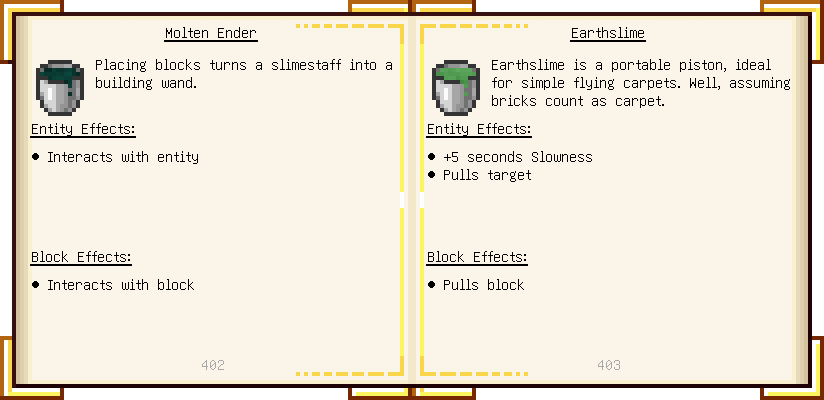 Molten Ender
Placing blocks turns a slimestaff into a
building wand.
Entity Effects:
● Interacts with entity
Block Effects:
● Interacts with block
402
Earthslime
Earthslime is a portable piston, ideal
for simple flying carpets. Well, assuming
bricks count as carpet.
Entity Effects:
● +5 seconds Slowness
● Pulls target
Block Effects:
● Pulls block
403